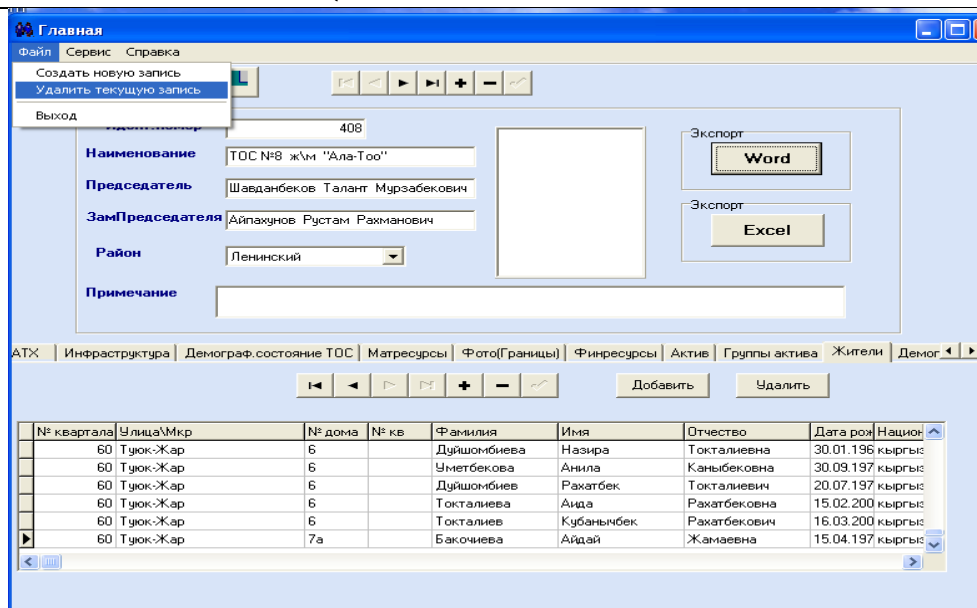 Главная
Файл Сервис Справка
Создать новую запись
Удалить текущую запись
Выход
408
Наименование ТОС №8 ж\м "Ала-Тоо"
Председатель Шавданбеков Талант Мурзабекович
ЗамПредседателя Айпахунов Рустам Рахманович
Район Ленинский
Примечание
Экспорт
Word
Экспорт
Excel
АТХ Инфраструктура Демограф.состояние ТОС Матресурсы Фото(Границы) Финресурсы Актив Группы актива Жители Демог
Добавить Удалить
№ квартала Улица\Мкр № дома № кв Фамилия Имя Отчество Дата рож Национ
60 Туюк-Жар 6 Дуйшомбиева Назира Токталиевна 30.01.196 кыргыз
60 Туюк-Жар 6 Уметбекова Анила Каныбековна 30.09.197 кыргыз
60 Туюк-Жар 6 Дуйшомбиев Рахатбек Токталиевич 20.07.197 кыргыз
60 Туюк-Жар 6 Токталиева Аида Рахатбековна 15.02.200 кыргыз
60 Туюк-Жар 6 Токталиев Кубанычбек Рахатбекович 16.03.200 кыргыз
60 Туюк-Жар 7а Бакочиева Айдай Жамаевна 15.04.197 кыргыз